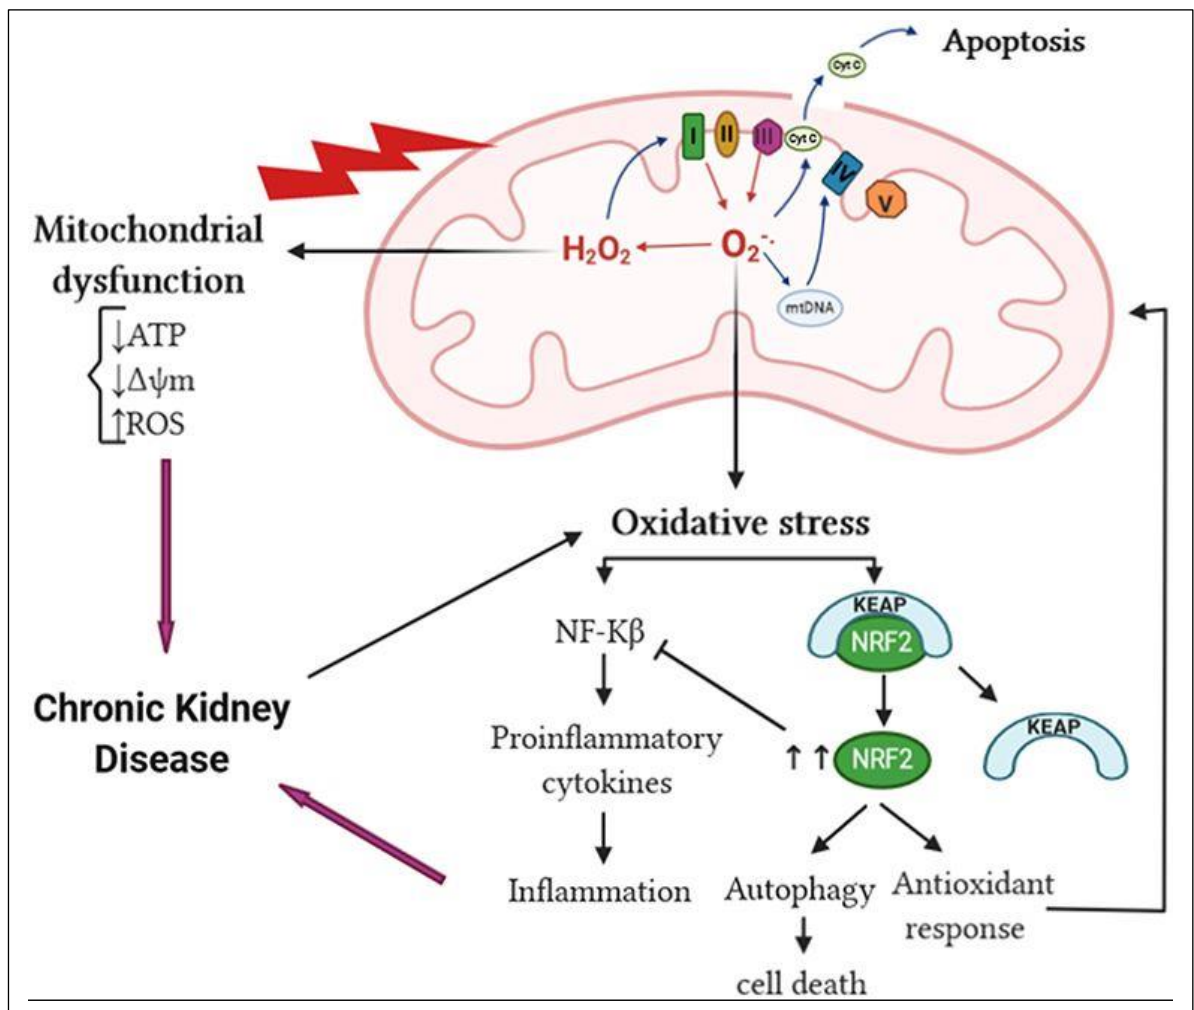 Apoptosis
Cyt C
I
II
III
Cyt C
IV
V
Mitochondrial
dysfunction
↓ATP
↓Δψm
↑ROS
H₂O₂
O₂⁻·
mtDNA
Oxidative stress
NF-Kβ
KEAP
NRF2
KEAP
Chronic Kidney
Disease
Proinflammatory
cytokines
↑↑ NRF2
Inflammation
Autophagy
Antioxidant
response
cell death